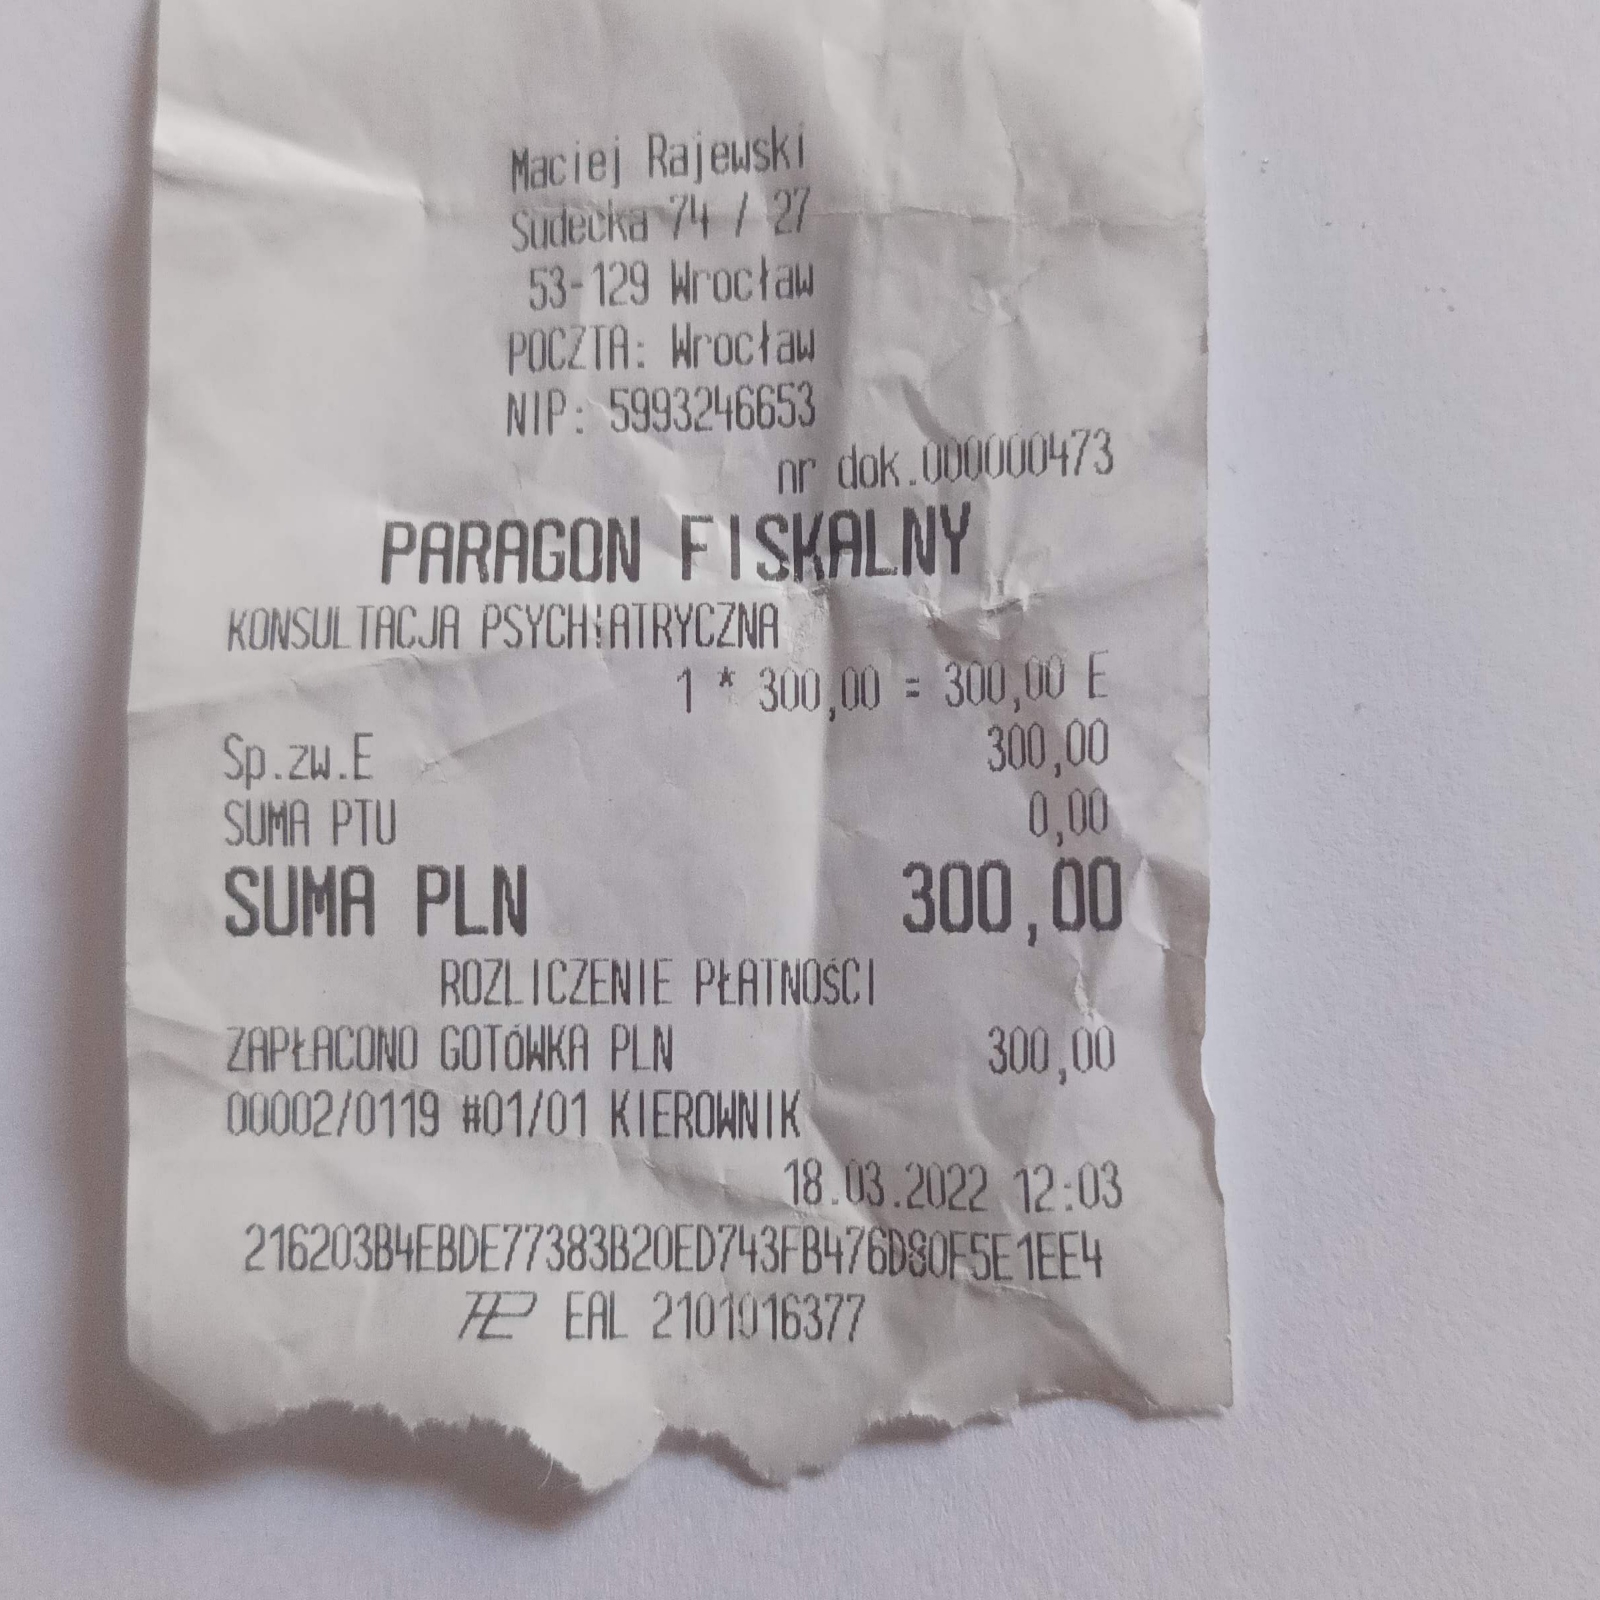 Maciej Rajewski
Sudecka 74 / 27
53-129 Wrocław
POCZTA: Wrocław
NIP: 5993246653
nr dok.000000473
PARAGON FISKALNY
KONSULTACJA PSYCHIATRYCZNA
1 * 300,00 = 300,00 E
Sp.zw.E 300,00
SUMA PTU 0,00
SUMA PLN 300,00
ROZLICZENIE PŁATNOŚCI
ZAPŁACONO GOTÓWKA PLN 300,00
00002/0119 #01/01 KIEROWNIK
18.03.2022 12:03
216203B4EBDE77383B20ED743FB476D80F5E1EE4
EAL 2101016377